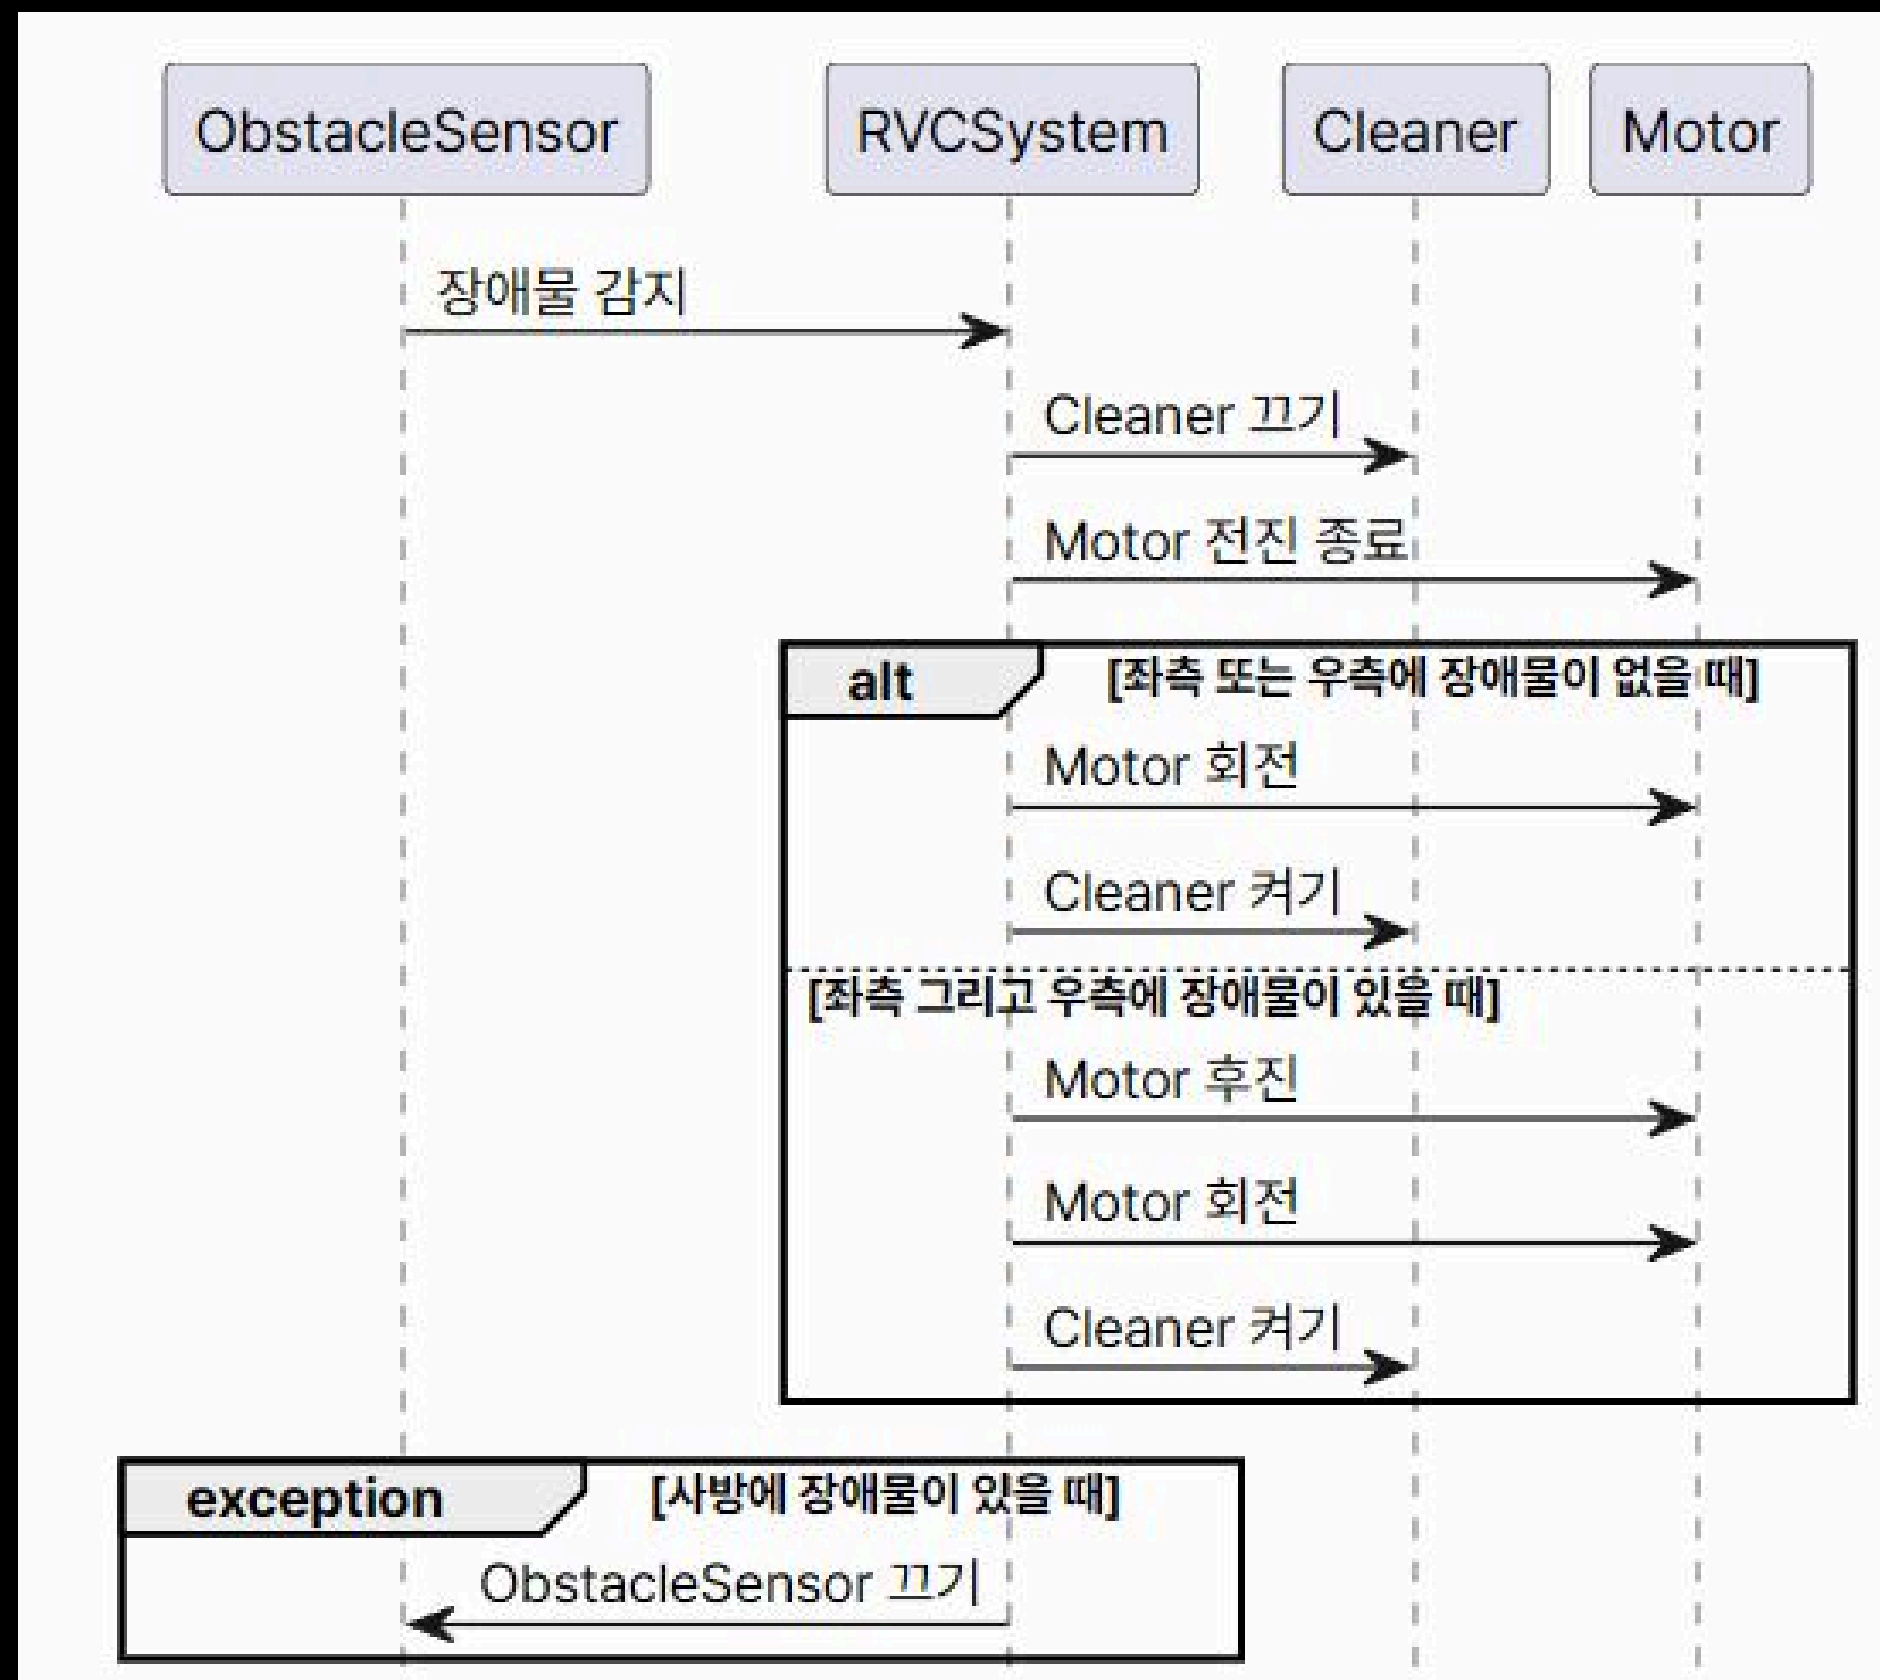 ObstacleSensor RVCSystem Cleaner Motor
장애물 감지
Cleaner 끄기
Motor 전진 종료
alt [좌측 또는 우측에 장애물이 없을 때]
Motor 회전
Cleaner 켜기
[좌측 그리고 우측에 장애물이 있을 때]
Motor 후진
Motor 회전
Cleaner 켜기
exception [사방에 장애물이 있을 때]
ObstacleSensor 끄기